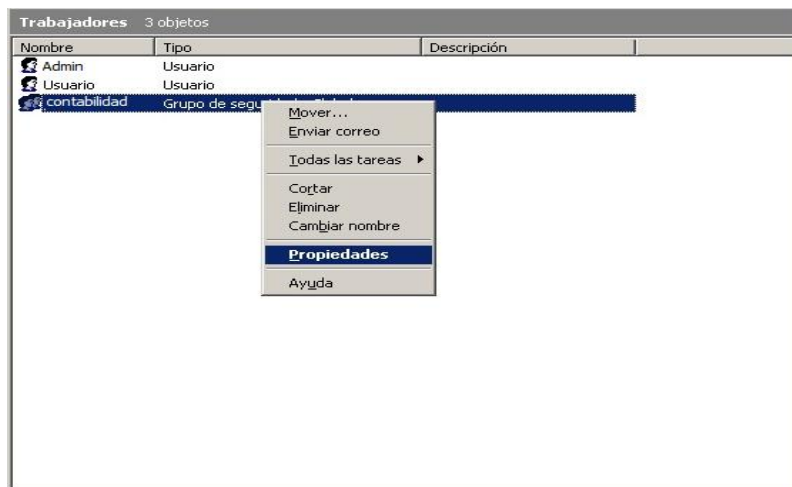 Trabajadores 3 objetos
Nombre Tipo Descripción
Admin Usuario
Usuario Usuario
contabilidad Grupo de segu
Mover...
Enviar correo
Todas las tareas
Cortar
Eliminar
Cambiar nombre
Propiedades
Ayuda